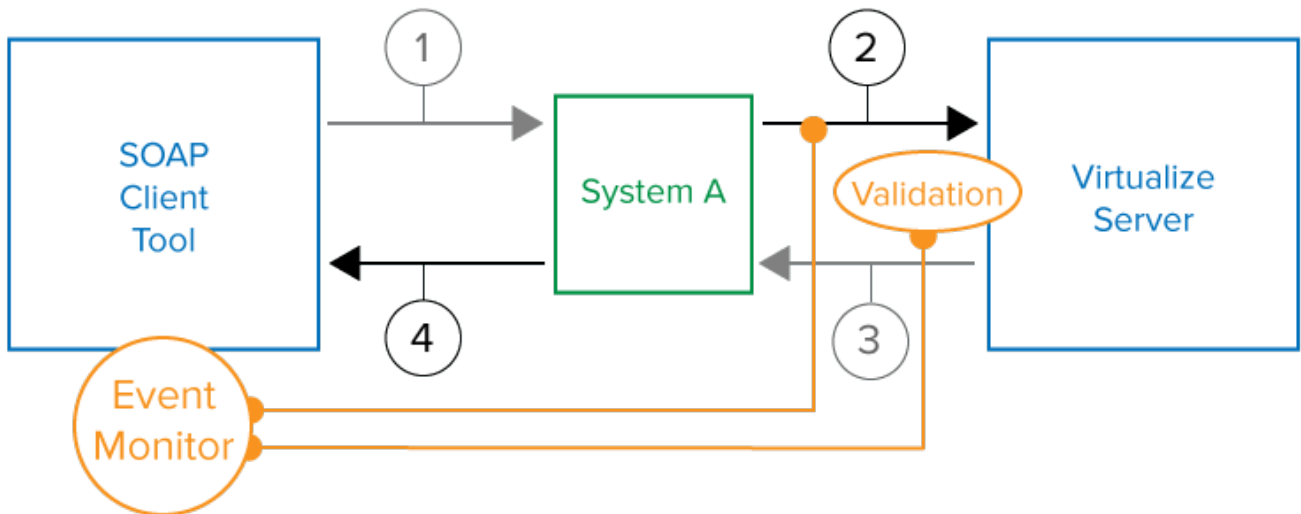 1
2
SOAP
Client
Tool
System A
Validation
Virtualize
Server
4
3
Event
Monitor